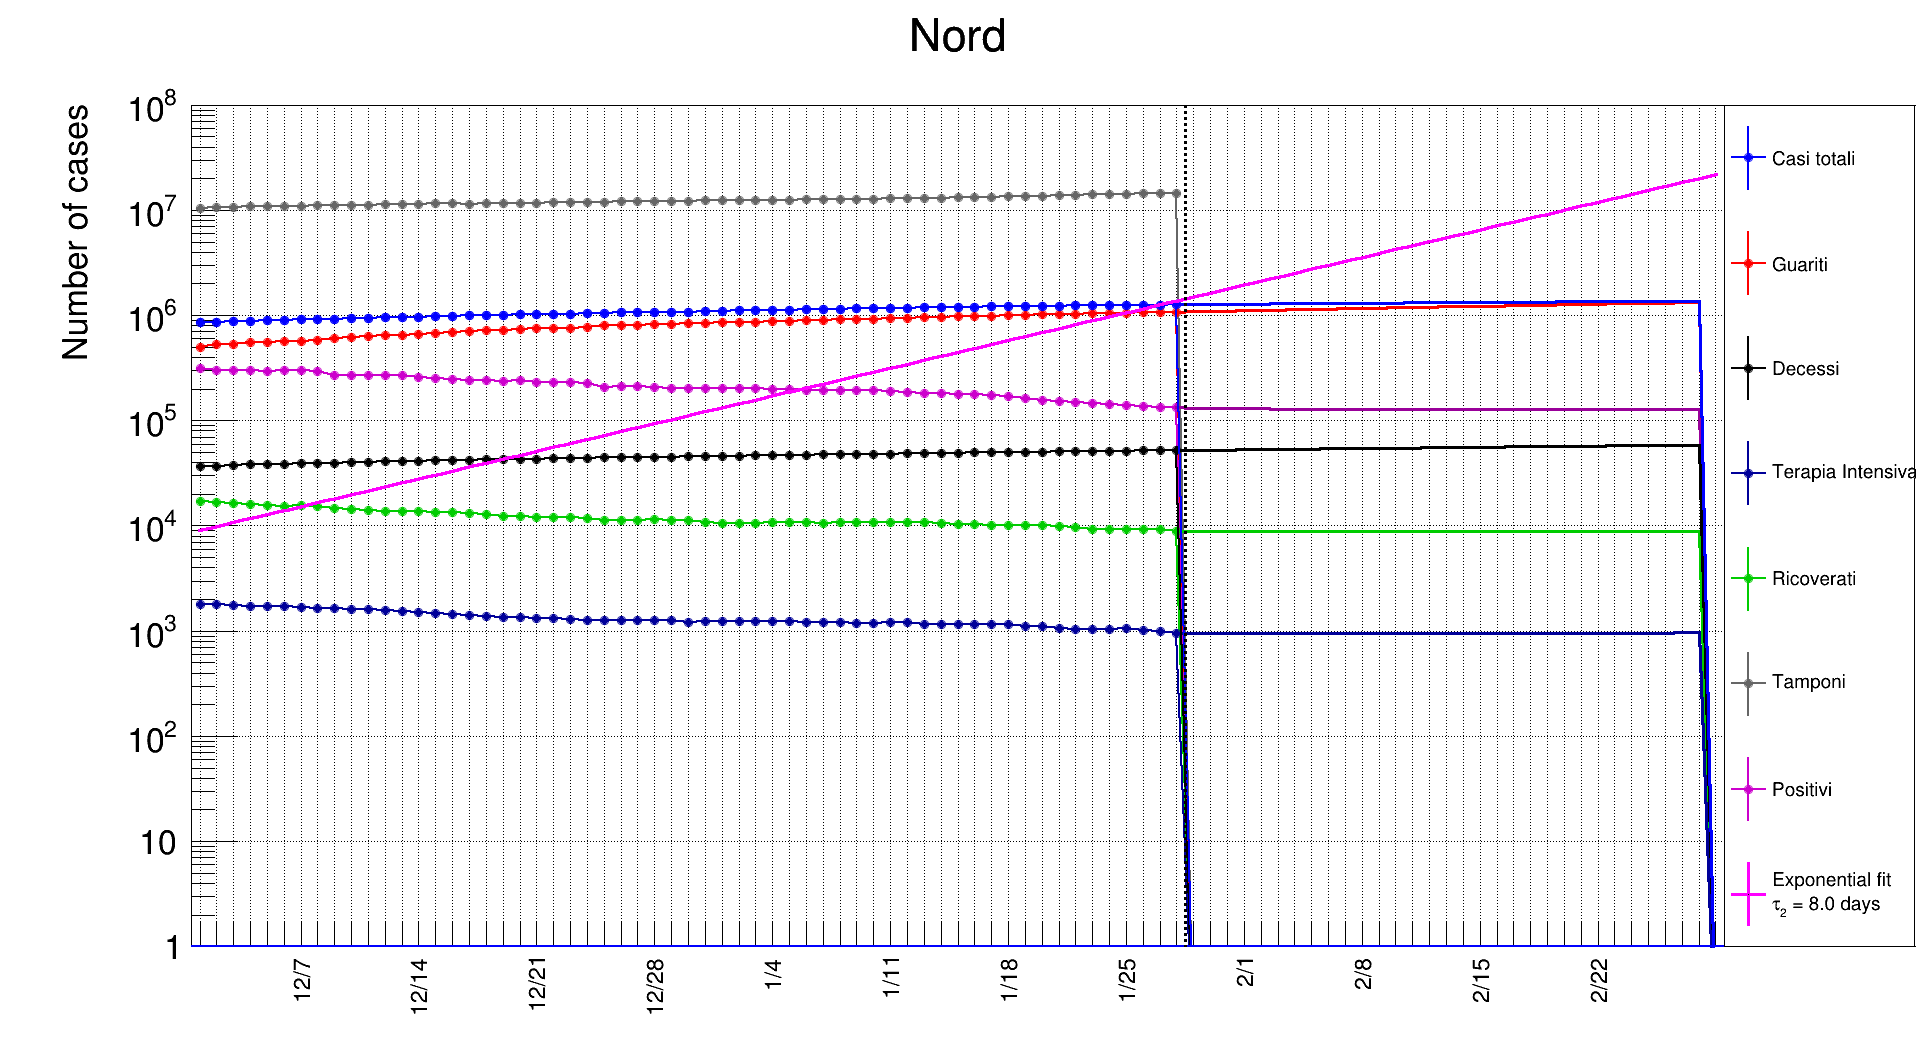 Nord
Number of cases
10^8
10^7
10^6
10^5
10^4
10^3
10^2
10
1
12/7
12/14
12/21
12/28
1/4
1/11
1/18
1/25
2/1
2/8
2/15
2/22
Casi totali
Guariti
Decessi
Terapia Intensiva
Ricoverati
Tamponi
Positivi
Exponential fit
τ₂ = 8.0 days